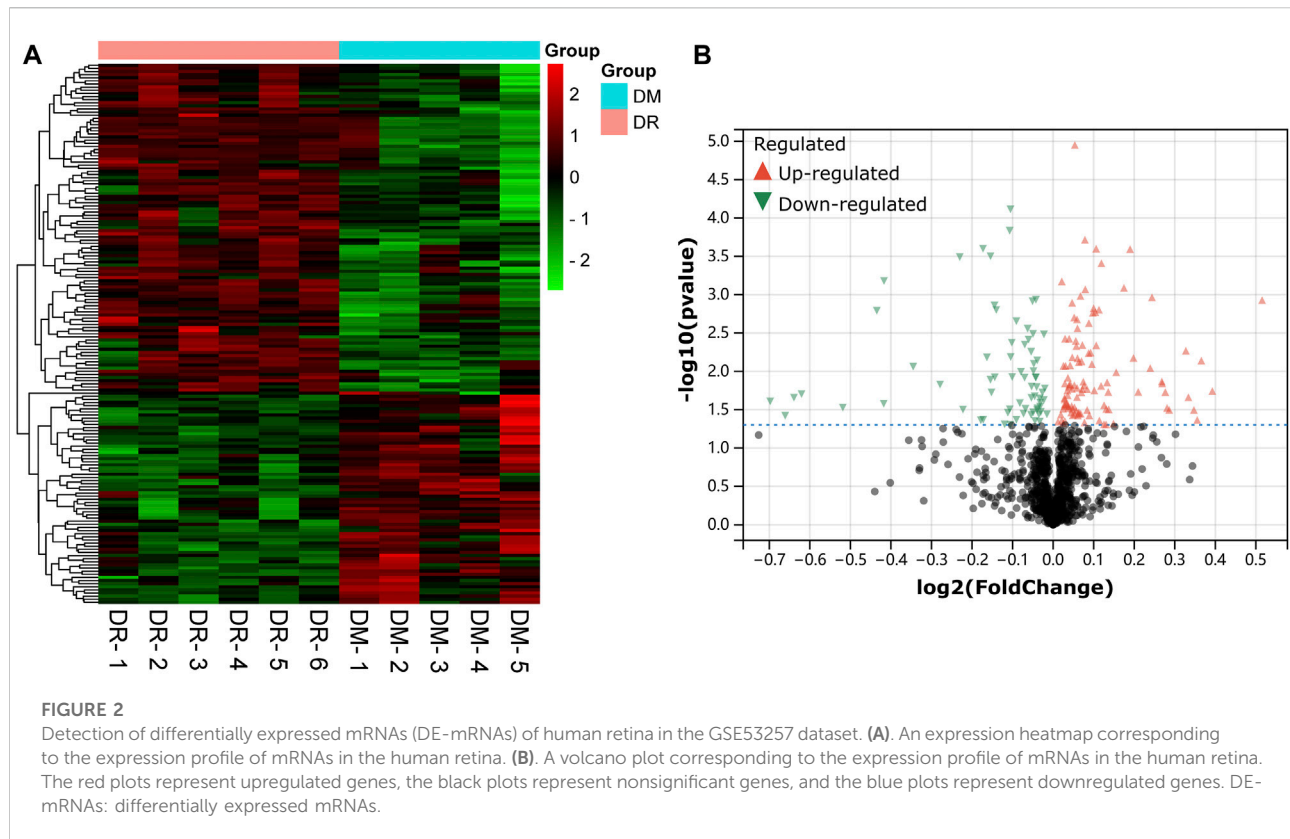 A
Group
Group
DM
DR
2
1
0
- 1
- 2
DR- 1
DR- 2
DR- 3
DR- 4
DR- 5
DR- 6
DM- 1
DM- 2
DM- 3
DM- 4
DM- 5
B
Regulated
Up-regulated
Down-regulated
-log10(pvalue)
5.0
4.5
4.0
3.5
3.0
2.5
2.0
1.5
1.0
0.5
0.0
−0.7 −0.6 −0.5 −0.4 −0.3 −0.2 −0.1 0.0 0.1 0.2 0.3 0.4 0.5
log2(FoldChange)
FIGURE 2
Detection of differentially expressed mRNAs (DE-mRNAs) of human retina in the GSE53257 dataset. (A). An expression heatmap corresponding
to the expression profile of mRNAs in the human retina. (B). A volcano plot corresponding to the expression profile of mRNAs in the human retina.
The red plots represent upregulated genes, the black plots represent nonsignificant genes, and the blue plots represent downregulated genes. DE-
mRNAs: differentially expressed mRNAs.